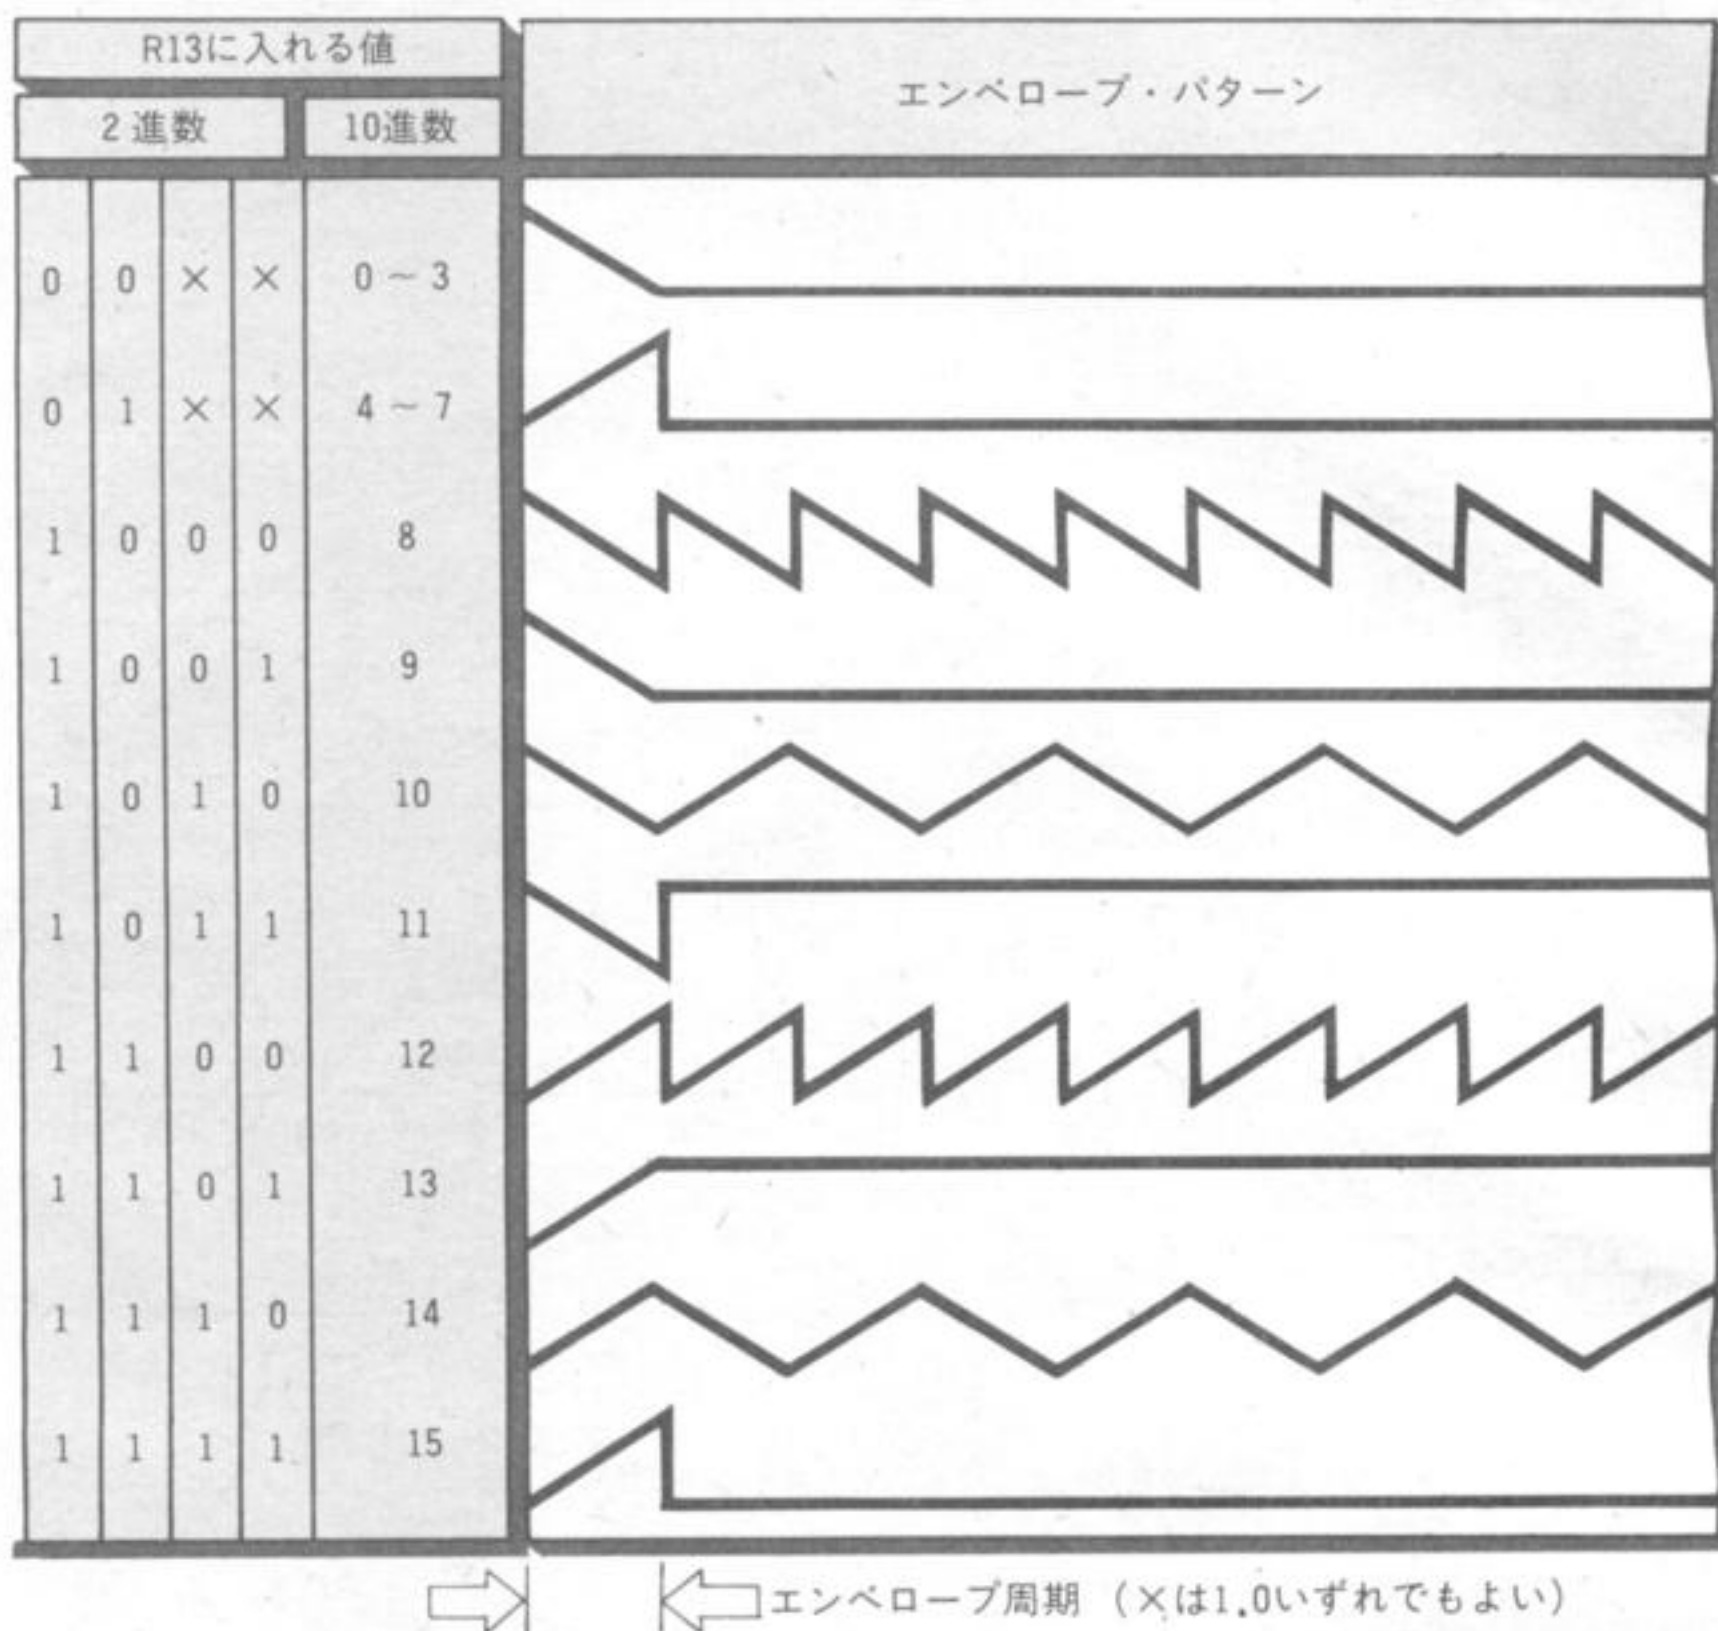 R13に入れる値
エンベロープ・パターン
2進数 10進数
0 0 × × 0～3
0 1 × × 4～7
1 0 0 0 8
1 0 0 1 9
1 0 1 0 10
1 0 1 1 11
1 1 0 0 12
1 1 0 1 13
1 1 1 0 14
1 1 1 1 15
エンベロープ周期（×は1.0いずれでもよい）